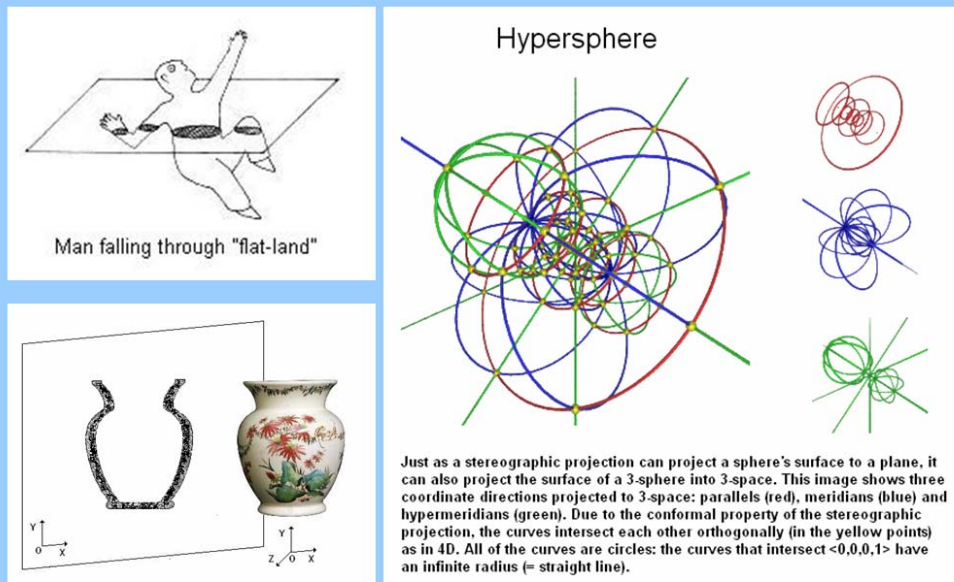 Man falling through "flat-land"
Y
O
X
Y
Z
O
X
Hypersphere
Just as a stereographic projection can project a sphere's surface to a plane, it
can also project the surface of a 3-sphere into 3-space. This image shows three
coordinate directions projected to 3-space: parallels (red), meridians (blue) and
hypermeridians (green). Due to the conformal property of the stereographic
projection, the curves intersect each other orthogonally (in the yellow points)
as in 4D. All of the curves are circles: the curves that intersect <0,0,0,1> have
an infinite radius (= straight line).